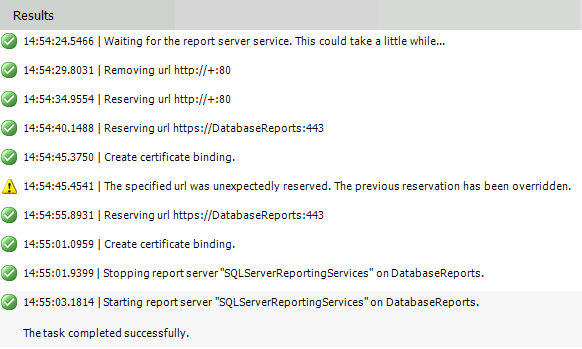 Results
14:54:24.5466 | Waiting for the report server service. This could take a little while...
14:54:29.8031 | Removing url http://+:80
14:54:34.9554 | Reserving url http://+:80
14:54:40.1488 | Reserving url https://DatabaseReports:443
14:54:45.3750 | Create certificate binding.
14:54:45.4541 | The specified url was unexpectedly reserved. The previous reservation has been overridden.
14:54:55.8931 | Reserving url https://DatabaseReports:443
14:55:01.0959 | Create certificate binding.
14:55:01.9399 | Stopping report server "SQLServerReportingServices" on DatabaseReports.
14:55:03.1814 | Starting report server "SQLServerReportingServices" on DatabaseReports.
The task completed successfully.